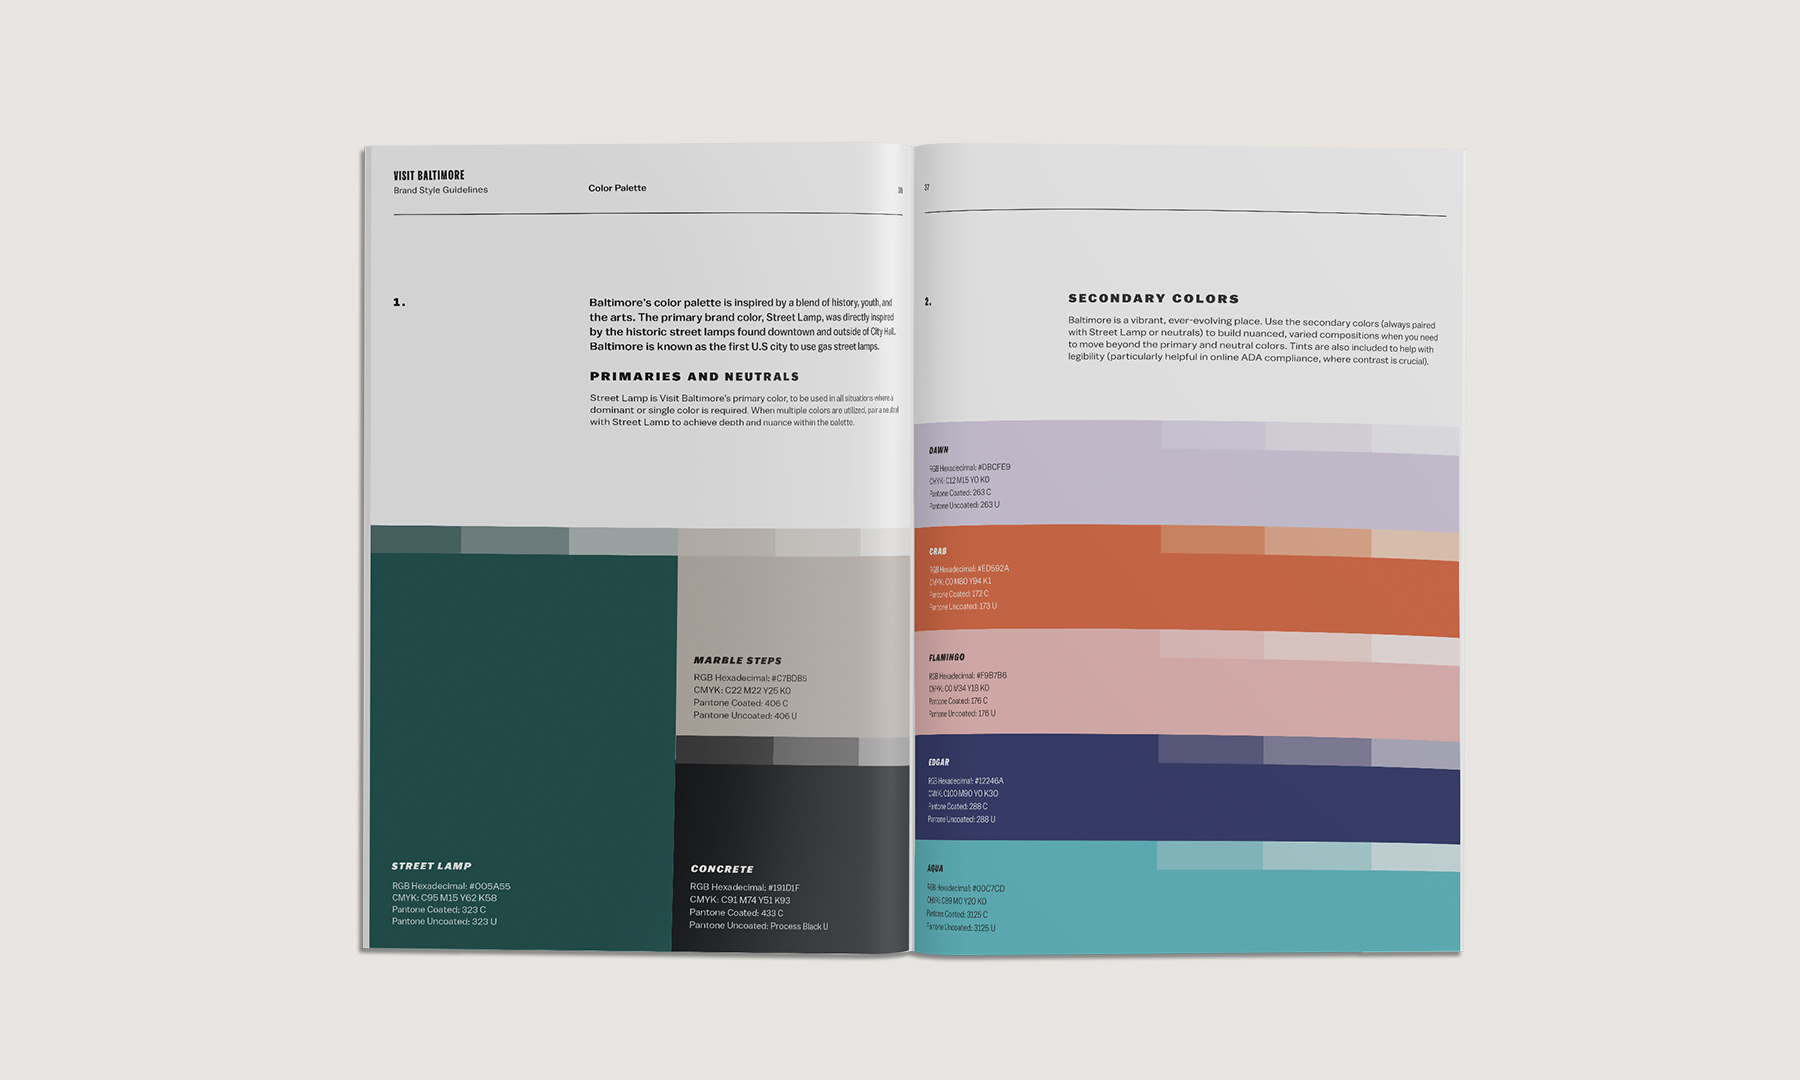 VISIT BALTIMORE
Brand Style Guidelines
Color Palette
1.
Baltimore's color palette is inspired by a blend of history, youth, and
the arts. The primary brand color, Street Lamp, was directly inspired
by the historic street lamps found downtown and outside of City Hall.
Baltimore is known as the first U.S city to use gas street lamps.
PRIMARIES AND NEUTRALS
Street Lamp is Visit Baltimore's primary color, to be used in all situations where a
dominant or single color is required. When multiple colors are utilized, pair a neutral
with Street Lamp to achieve depth and nuance within the palette.
STREET LAMP
RGB Hexadecimal: #005A55
CMYK: C95 M15 Y62 K58
Pantone Coated: 323 C
Pantone Uncoated: 323 U
MARBLE STEPS
RGB Hexadecimal: #C7BDB5
CMYK: C22 M22 Y25 K0
Pantone Coated: 406 C
Pantone Uncoated: 406 U
CONCRETE
RGB Hexadecimal: #191D1F
CMYK: C91 M74 Y51 K93
Pantone Coated: 433 C
Pantone Uncoated: Process Black U
37
2.
SECONDARY COLORS
Baltimore is a vibrant, ever-evolving place. Use the secondary colors (always paired
with Street Lamp or neutrals) to build nuanced, varied compositions when you need
to move beyond the primary and neutral colors. Tints are also included to help with
legibility (particularly helpful in online ADA compliance, where contrast is crucial).
DAWN
RGB Hexadecimal: #DBCFE9
CMYK: C12 M15 Y0 K0
Pantone Coated: 263 C
Pantone Uncoated: 263 U
CRAB
RGB Hexadecimal: #ED592A
CMYK: C0 M80 Y94 K1
Pantone Coated: 172 C
Pantone Uncoated: 173 U
FLAMINGO
RGB Hexadecimal: #F9B7B6
CMYK: C0 M34 Y18 K0
Pantone Coated: 176 C
Pantone Uncoated: 176 U
EDGAR
RGB Hexadecimal: #12246A
CMYK: C100 M90 Y0 K30
Pantone Coated: 288 C
Pantone Uncoated: 288 U
AQUA
RGB Hexadecimal: #00C7CD
CMYK: C89 M0 Y20 K0
Pantone Coated: 3125 C
Pantone Uncoated: 3125 U